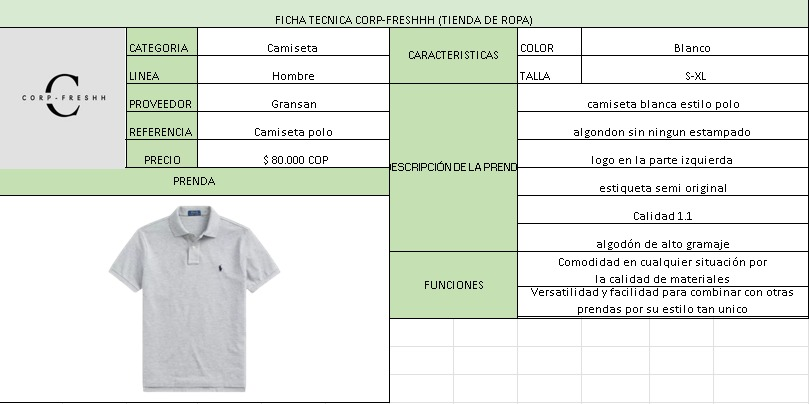 FICHA TECNICA CORP-FRESHHH (TIENDA DE ROPA)
CORP-FRESHH
C
CATEGORIA Camiseta
LINEA Hombre
PROVEEDOR Gransan
REFERENCIA Camiseta polo
PRECIO $ 80.000 COP
PRENDA
CARACTERISTICAS
COLOR Blanco
TALLA S-XL
ESCRIPCIÓN DE LA PREND
camiseta blanca estilo polo
algondon sin ningun estampado
logo en la parte izquierda
estiqueta semi original
Calidad 1.1
algodón de alto gramaje
FUNCIONES
Comodidad en cualquier situación por
la calidad de materiales
Versatilidad y facilidad para combinar con otras
prendas por su estilo tan unico